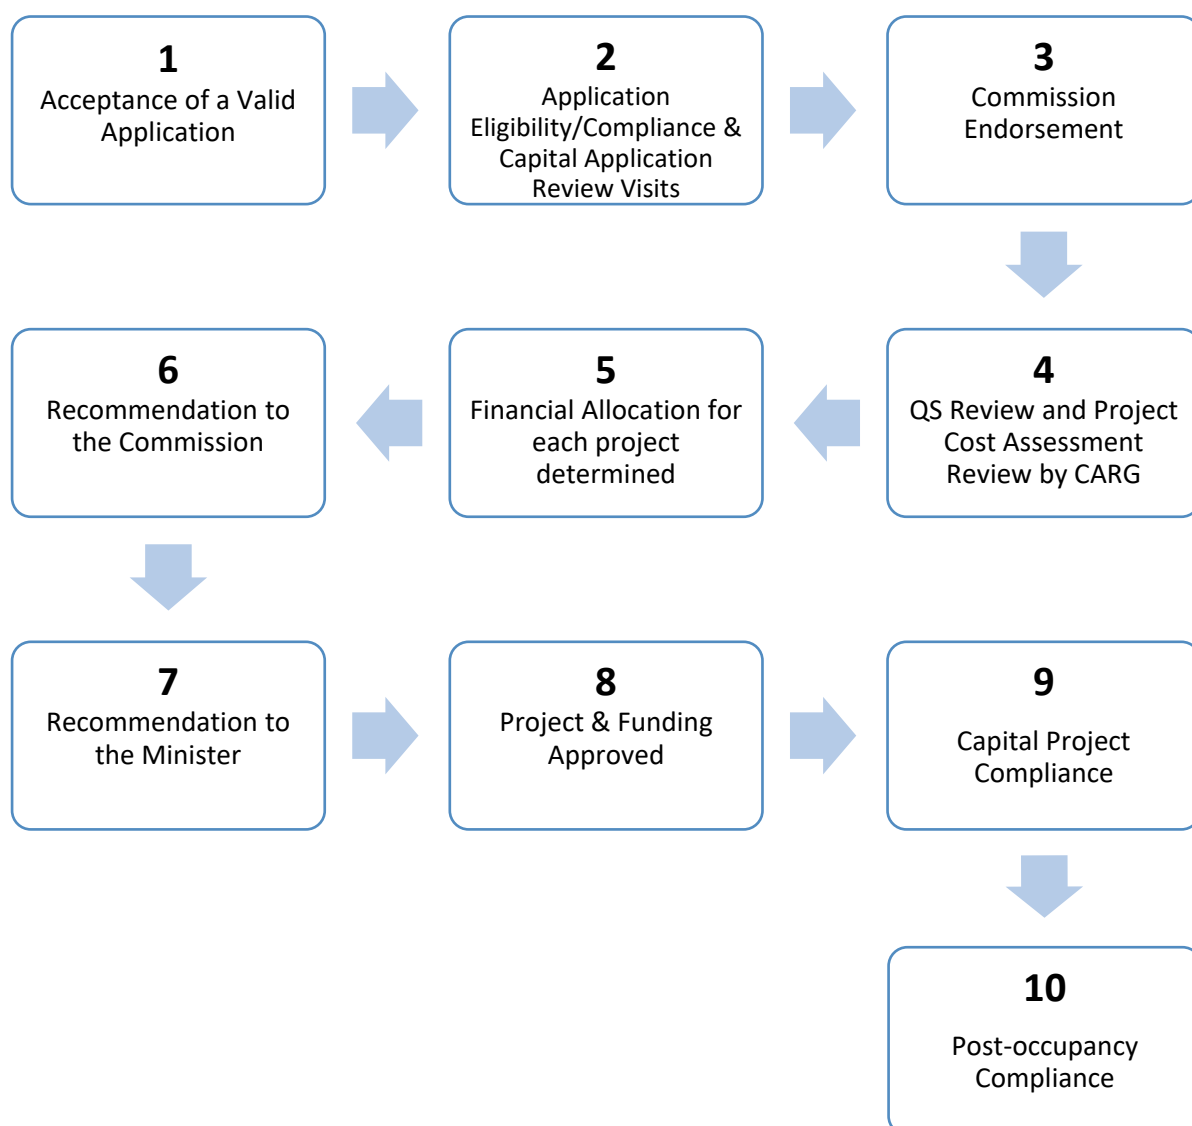 1
Acceptance of a Valid
Application
2
Application
Eligibility/Compliance &
Capital Application
Review Visits
3
Commission
Endorsement
4
QS Review and Project
Cost Assessment
Review by CARG
5
Financial Allocation for
each project
determined
6
Recommendation to
the Commission
7
Recommendation to
the Minister
8
Project & Funding
Approved
9
Capital Project
Compliance
10
Post-occupancy
Compliance